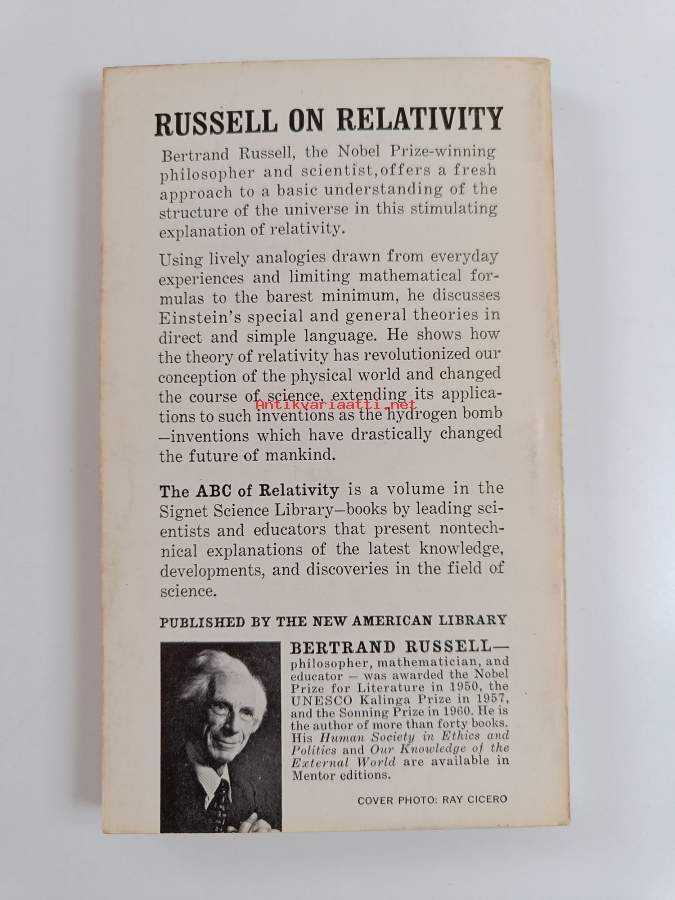 RUSSELL ON RELATIVITY
Bertrand Russell, the Nobel Prize-winning
philosopher and scientist, offers a fresh
approach to a basic understanding of the
structure of the universe in this stimulating
explanation of relativity.
Using lively analogies drawn from everyday
experiences and limiting mathematical for-
mulas to the barest minimum, he discusses
Einstein's special and general theories in
direct and simple language. He shows how
the theory of relativity has revolutionized our
conception of the physical world and changed
the course of science, extending its applica-
Antikvariaatti.net
tions to such inventions as the hydrogen bomb
—inventions which have drastically changed
the future of mankind.
The ABC of Relativity is a volume in the
Signet Science Library—books by leading sci-
entists and educators that present nontech-
nical explanations of the latest knowledge,
developments, and discoveries in the field of
science.
PUBLISHED BY THE NEW AMERICAN LIBRARY
BERTRAND RUSSELL—
philosopher, mathematician, and
educator — was awarded the Nobel
Prize for Literature in 1950, the
UNESCO Kalinga Prize in 1957,
and the Sonning Prize in 1960. He is
the author of more than forty books.
His Human Society in Ethics and
Politics and Our Knowledge of the
External World are available in
Mentor editions.
COVER PHOTO: RAY CICERO